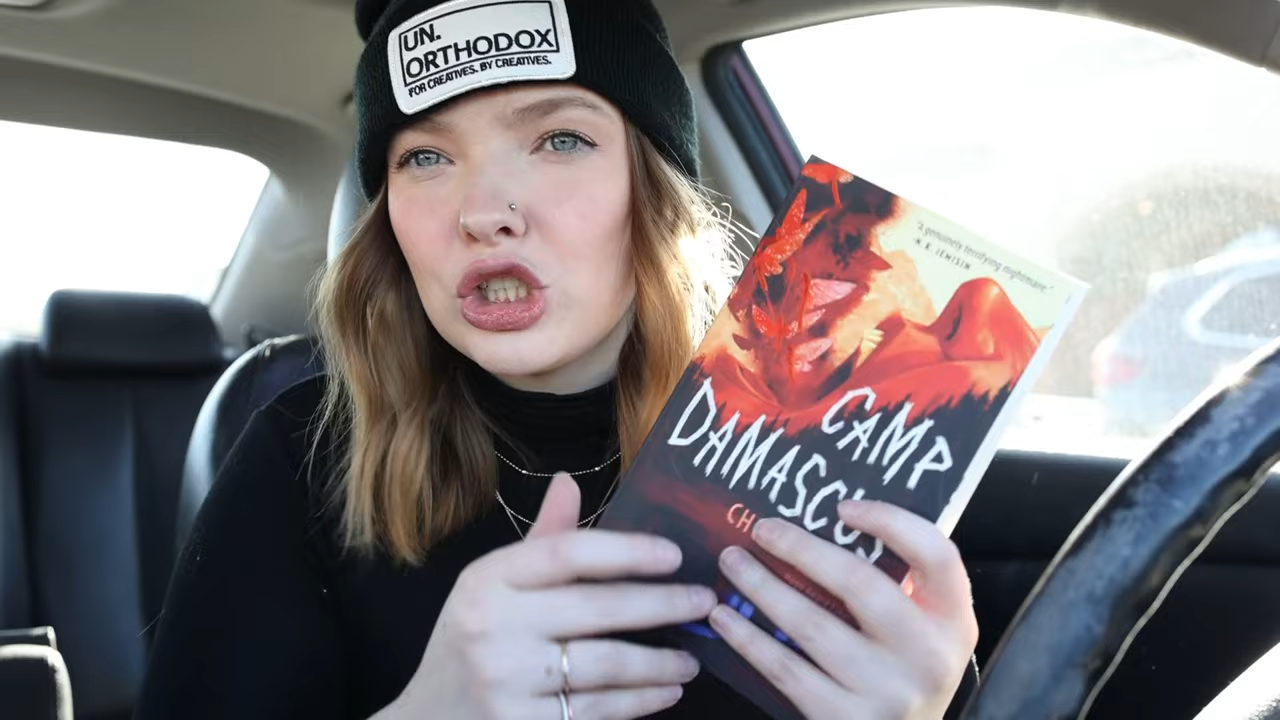 UN.
ORTHODOX
FOR CREATIVES. BY CREATIVES.
"A genuinely terrifying nightmare."
N. K. JEMISIN
CAMP
DAMASCUS